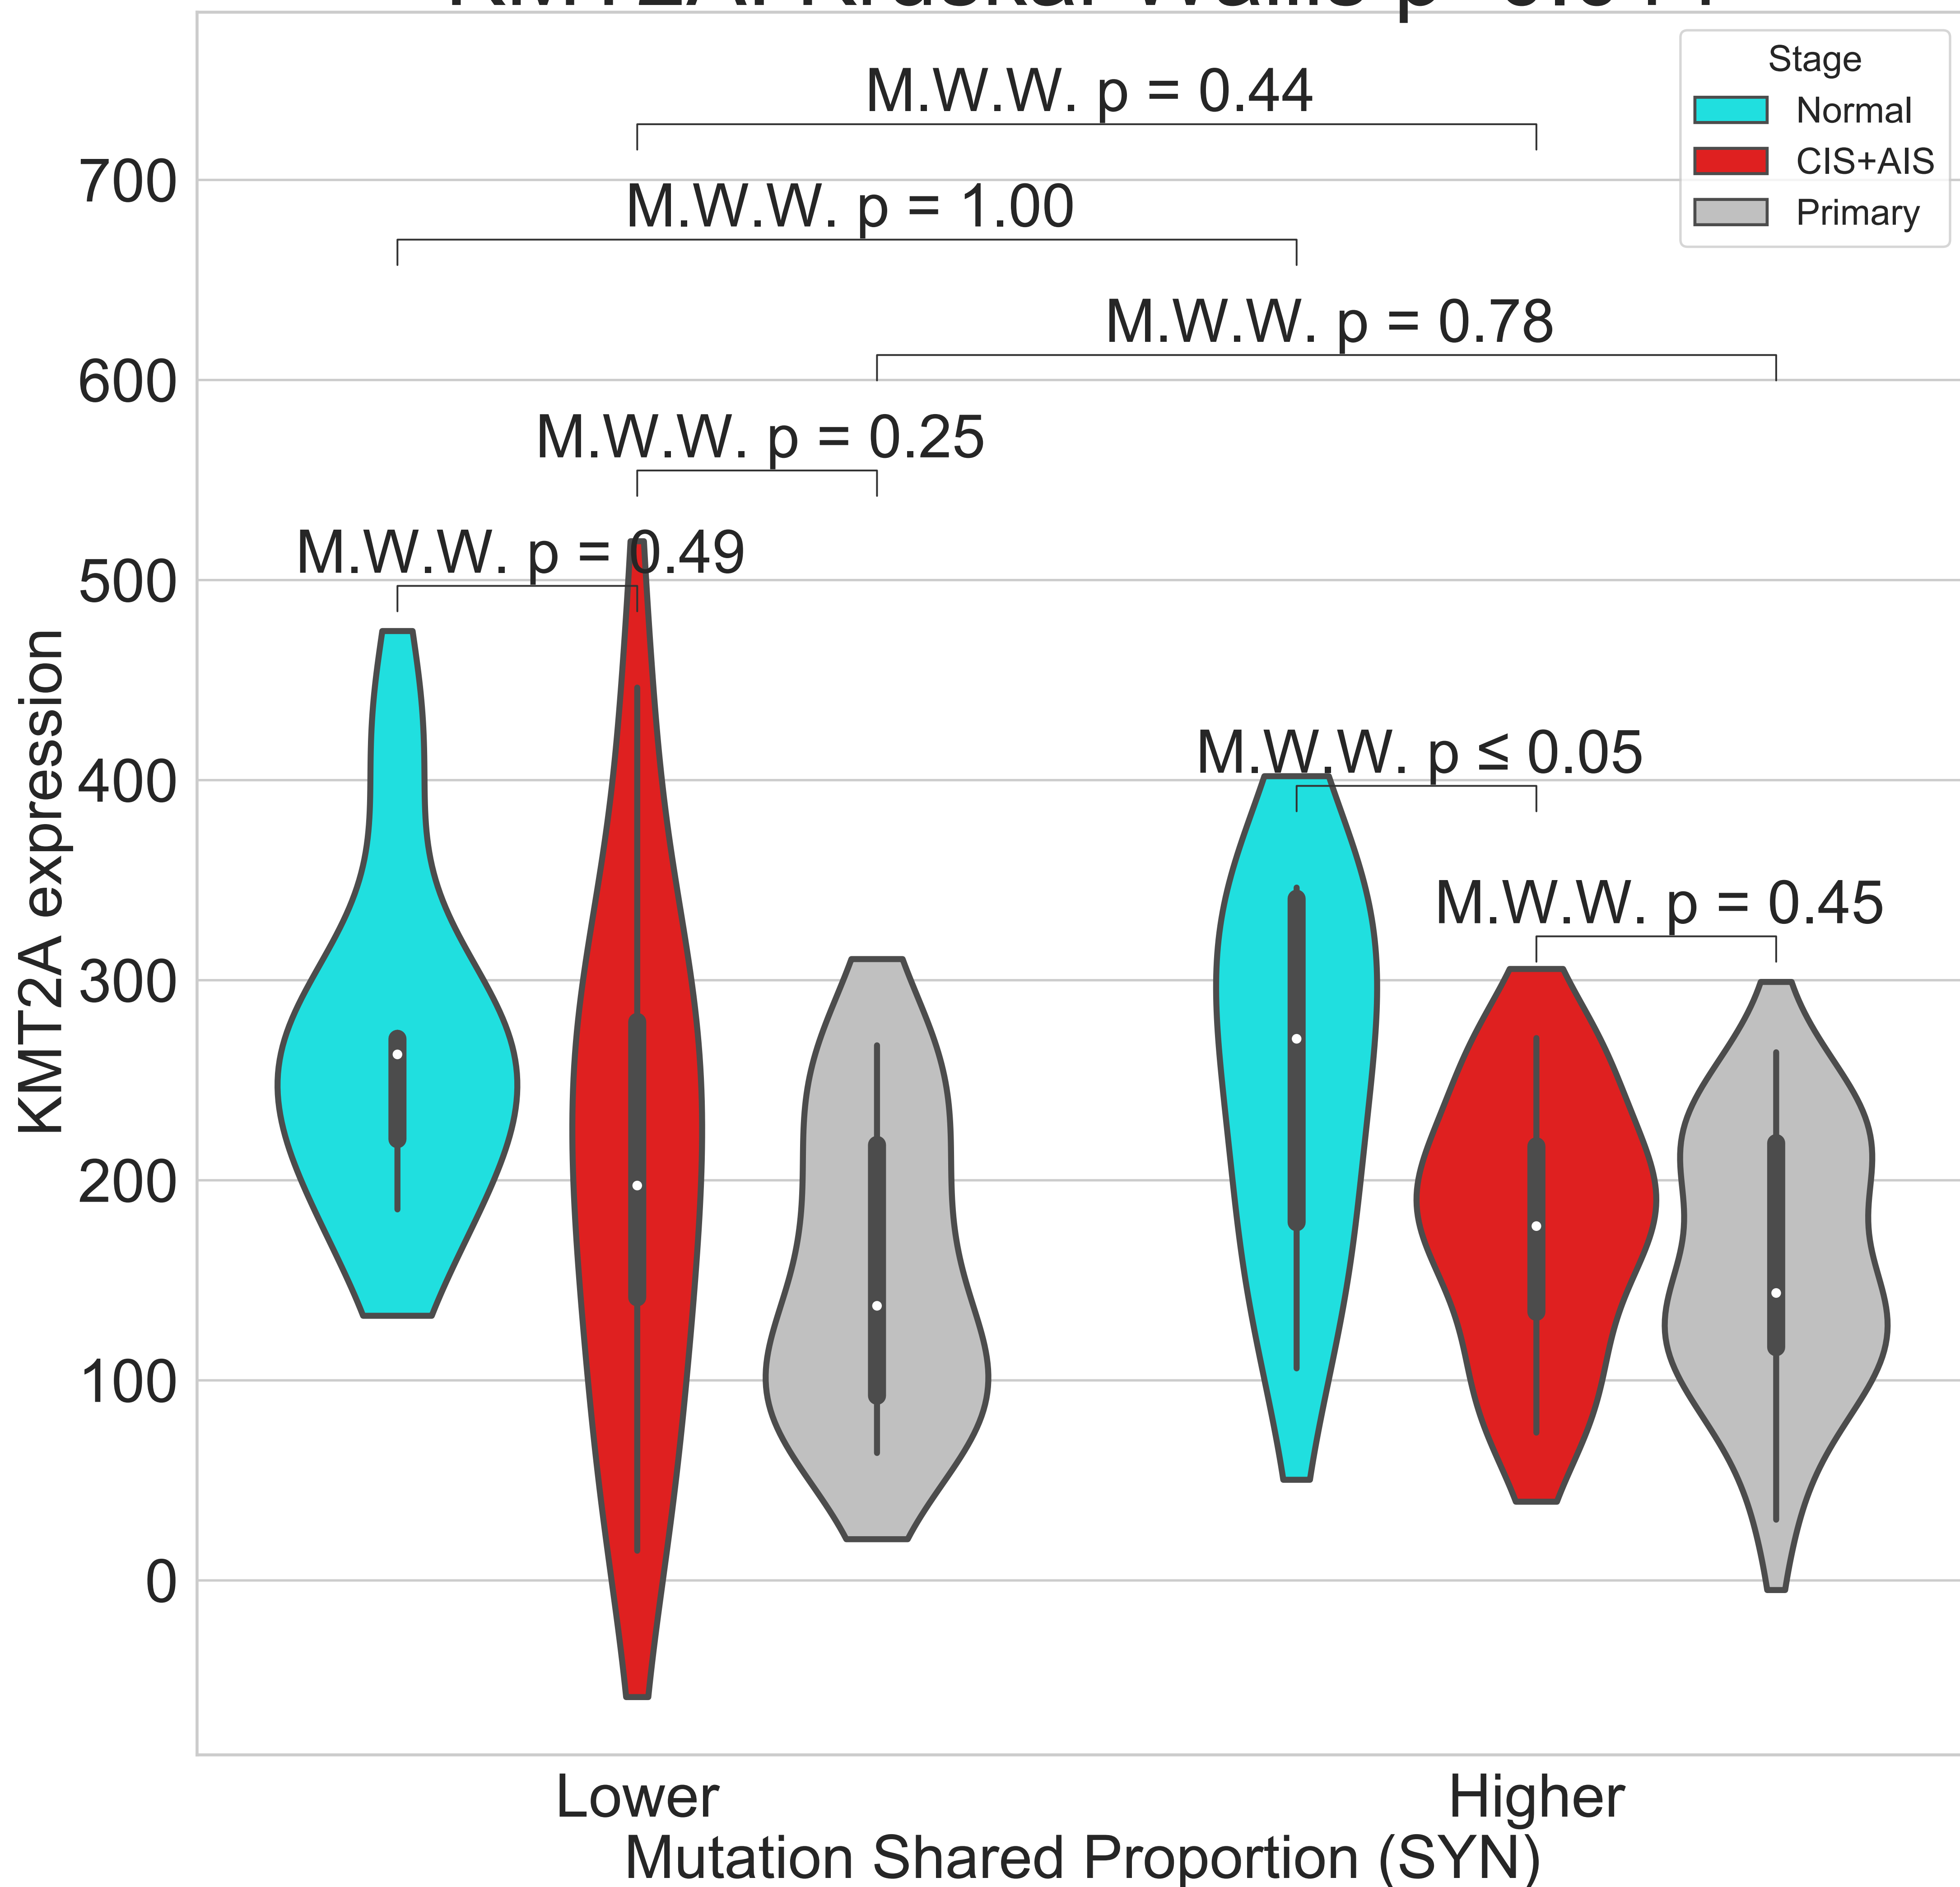 Stage
Normal
CIS+AIS
Primary
M.W.W. p = 0.44
M.W.W. p = 1.00
M.W.W. p = 0.78
M.W.W. p = 0.25
M.W.W. p = 0.49
M.W.W. p ≤ 0.05
M.W.W. p = 0.45
700
600
500
400
300
200
100
0
KMT2A expression
Lower
Higher
Mutation Shared Proportion (SYN)